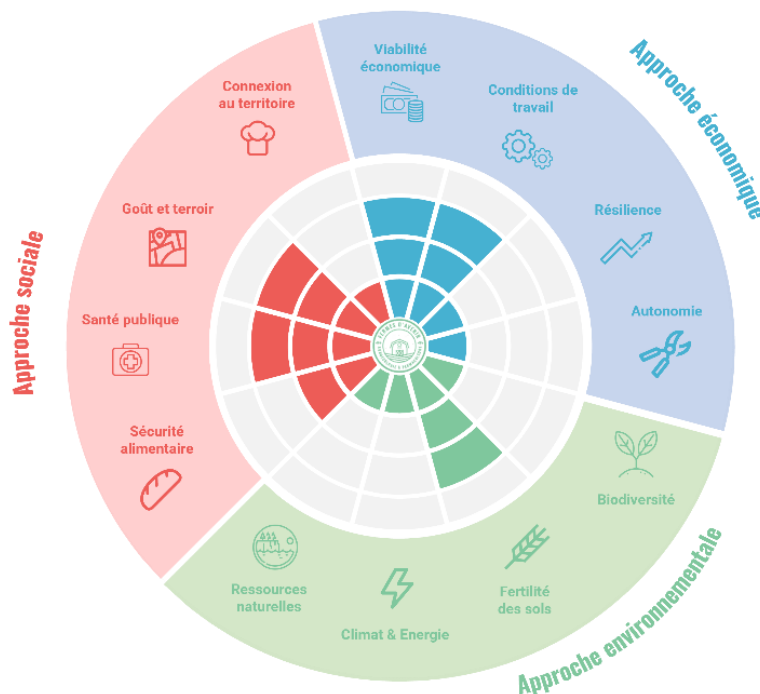 Approche économique
Viabilité
économique
Conditions de
travail
Résilience
Autonomie
Approche environnementale
Biodiversité
Fertilité
des sols
Climat & Energie
Ressources
naturelles
Approche sociale
Sécurité
alimentaire
Santé publique
Goût et terroir
Connexion
au territoire